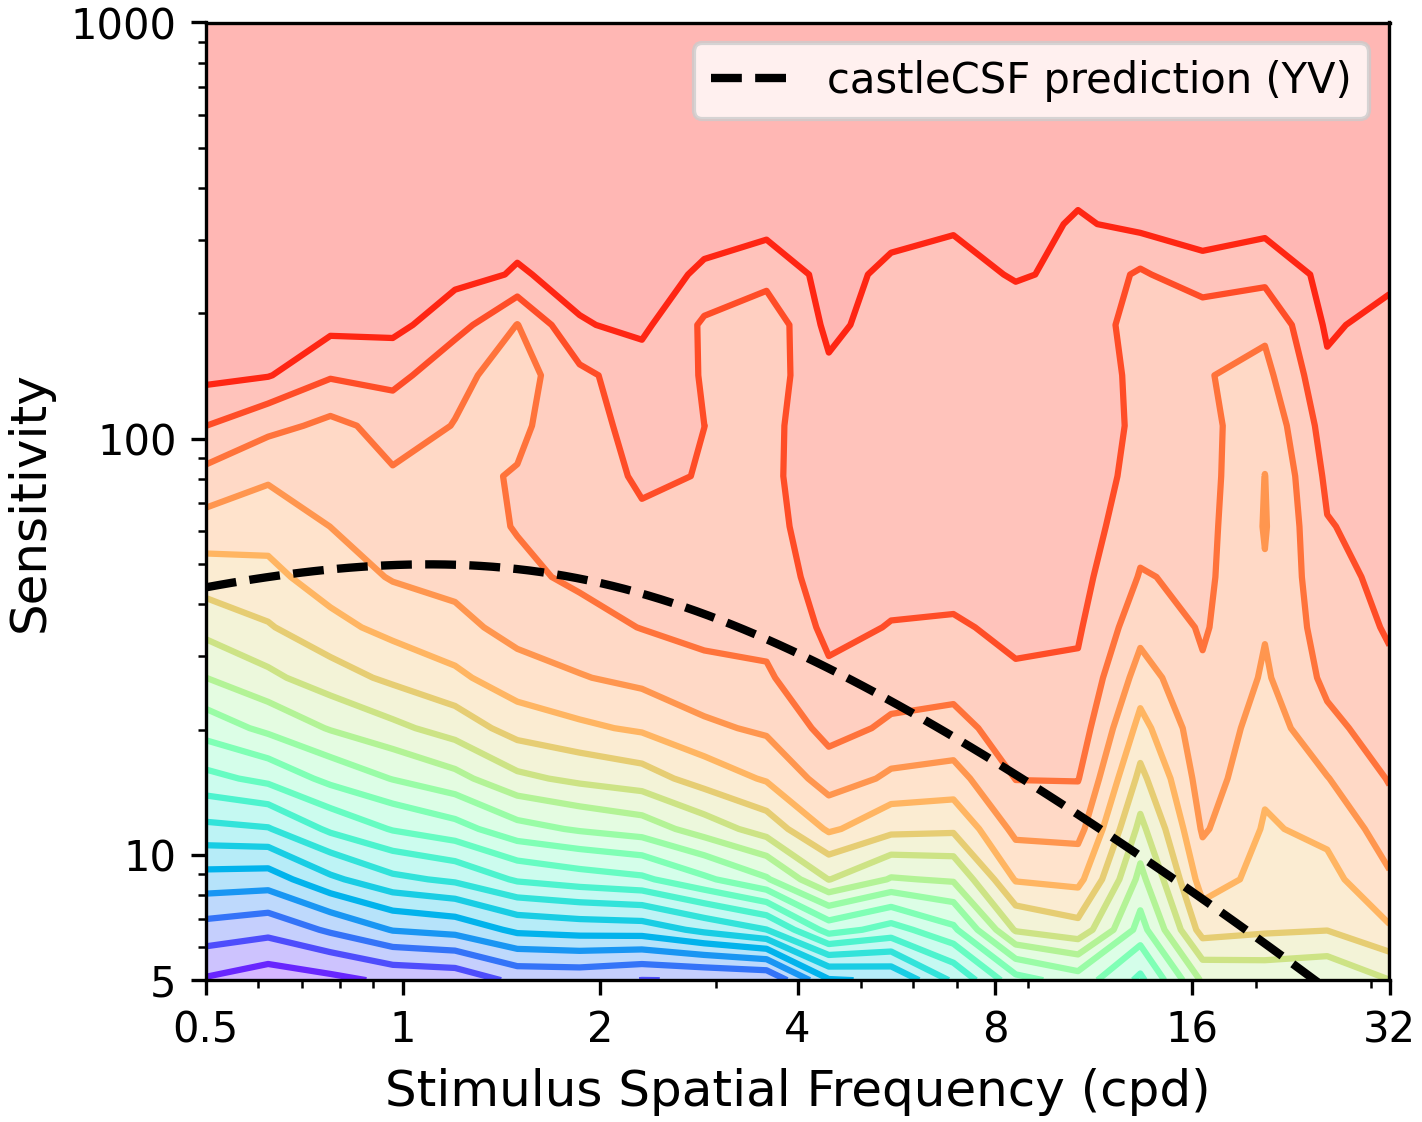 1000
castleCSF prediction (YV)
Sensitivity
100
10
5
0.5 1 2 4 8 16 32
Stimulus Spatial Frequency (cpd)